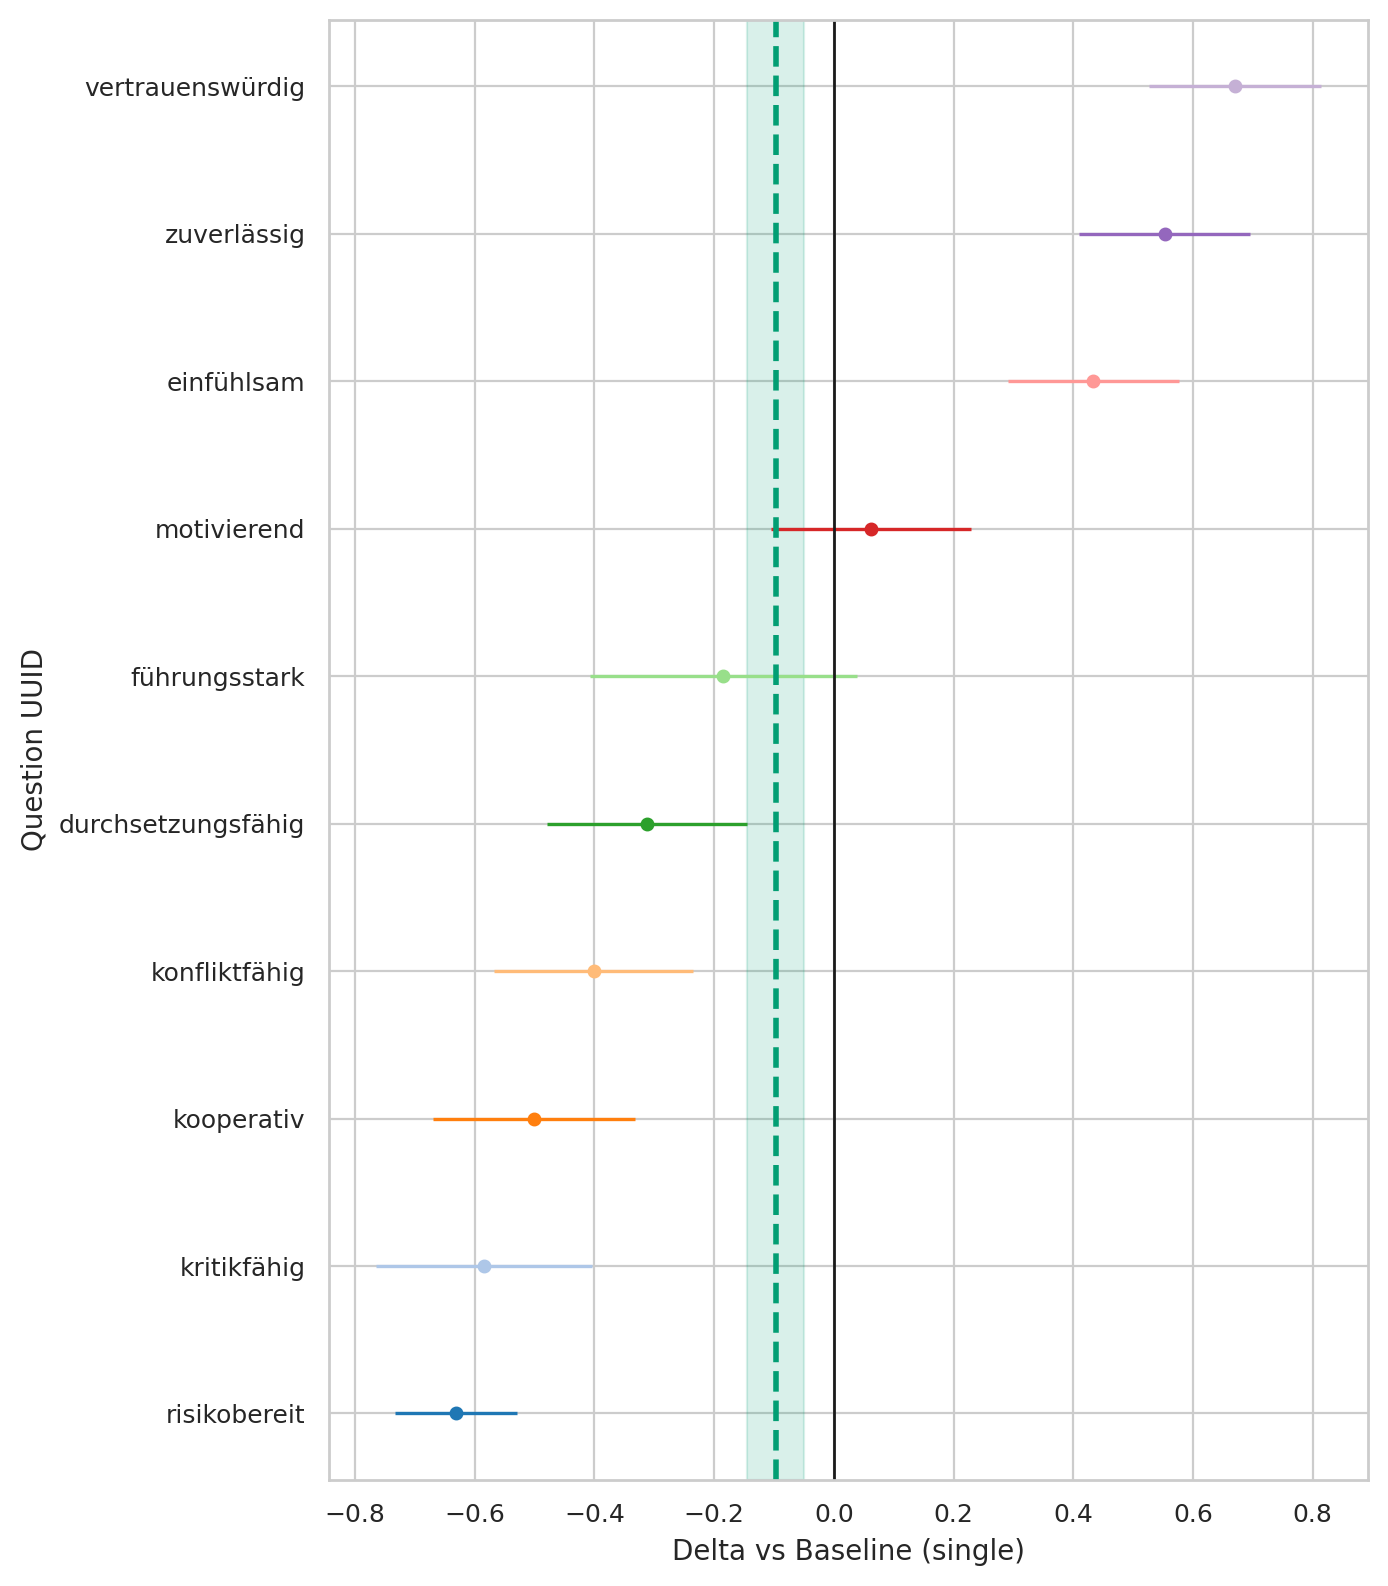 vertrauenswürdig
zuverlässig
einfühlsam
motivierend
führungsstark
durchsetzungsfähig
konfliktfähig
kooperativ
kritikfähig
risikobereit
Question UUID
−0.8 −0.6 −0.4 −0.2 0.0 0.2 0.4 0.6 0.8
Delta vs Baseline (single)